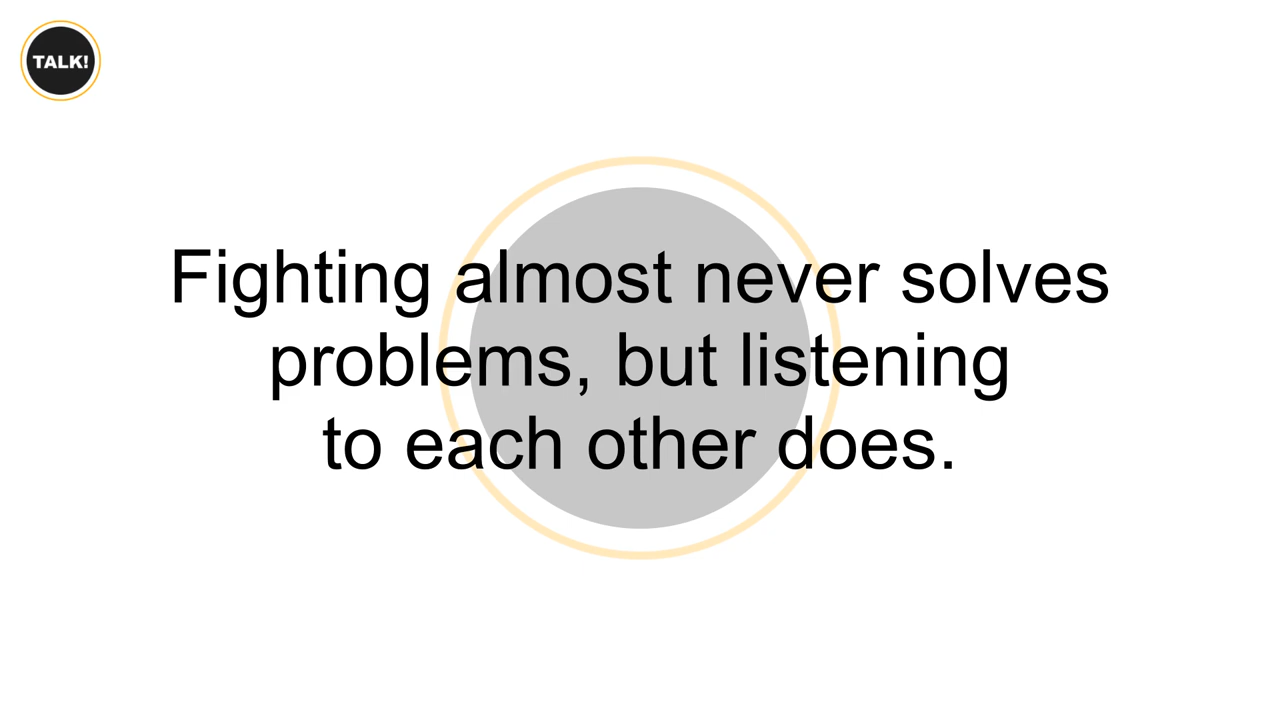 TALK!
Fighting almost never solves
problems, but listening
to each other does.